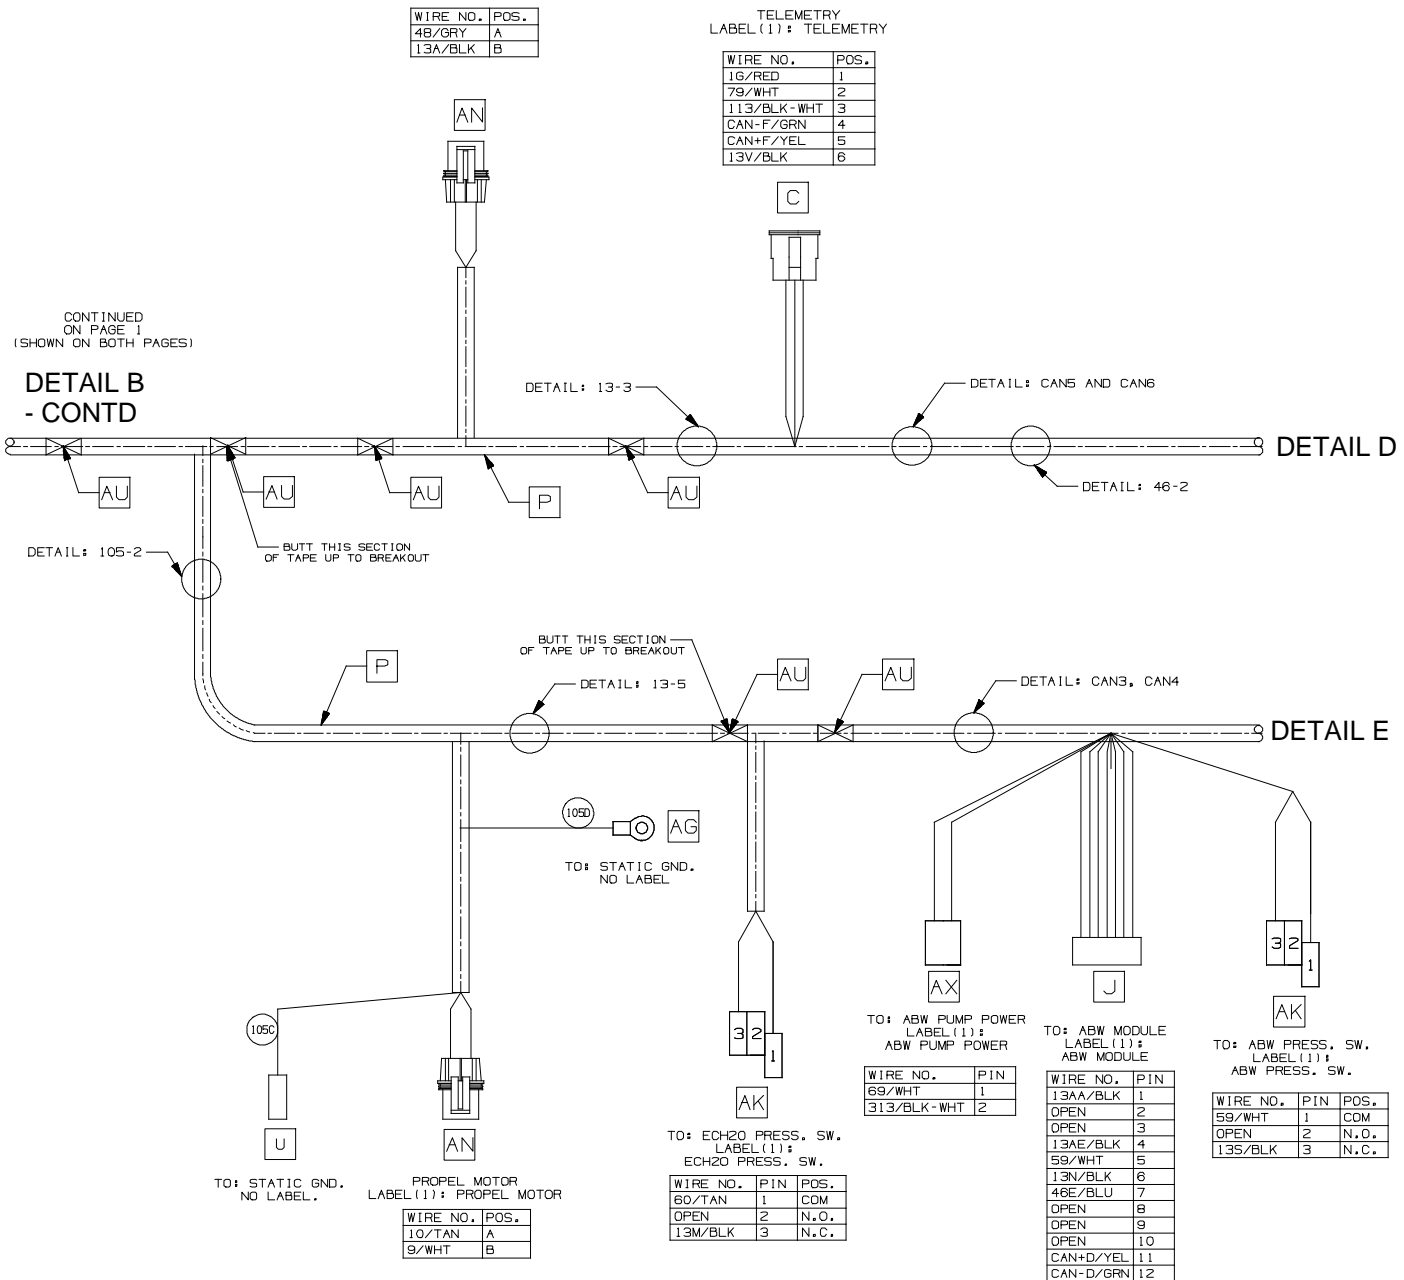 WIRE NO. POS.
48/GRY A
13A/BLK B
TELEMETRY
LABEL(1): TELEMETRY
WIRE NO. POS.
1G/RED 1
79/WHT 2
113/BLK-WHT 3
CAN-F/GRN 4
CAN+F/YEL 5
13V/BLK 6
AN
C
CONTINUED
ON PAGE 1
(SHOWN ON BOTH PAGES)
DETAIL B
- CONTD
DETAIL: 13-3
DETAIL: CAN5 AND CAN6
DETAIL D
AU
AU
AU
P
AU
DETAIL: 46-2
DETAIL: 105-2
BUTT THIS SECTION
OF TAPE UP TO BREAKOUT
BUTT THIS SECTION
OF TAPE UP TO BREAKOUT
P
DETAIL: 13-5
AU
AU
DETAIL: CAN3, CAN4
DETAIL E
105D
AG
TO: STATIC GND.
NO LABEL
105C
U
TO: STATIC GND.
NO LABEL.
AN
PROPEL MOTOR
LABEL(1): PROPEL MOTOR
WIRE NO. POS.
10/TAN A
9/WHT B
3 2
1
AK
TO: ECH2O PRESS. SW.
LABEL(1):
ECH2O PRESS. SW.
WIRE NO. PIN POS.
60/TAN 1 COM
OPEN 2 N.O.
13M/BLK 3 N.C.
AX
TO: ABW PUMP POWER
LABEL(1):
ABW PUMP POWER
WIRE NO. PIN
69/WHT 1
313/BLK-WHT 2
J
TO: ABW MODULE
LABEL(1):
ABW MODULE
WIRE NO. PIN
13AA/BLK 1
OPEN 2
OPEN 3
13AE/BLK 4
59/WHT 5
13N/BLK 6
46E/BLU 7
OPEN 8
OPEN 9
OPEN 10
CAN+D/YEL 11
CAN-D/GRN 12
3 2
1
AK
TO: ABW PRESS. SW.
LABEL(1):
ABW PRESS. SW.
WIRE NO. PIN POS.
59/WHT 1 COM
OPEN 2 N.O.
13S/BLK 3 N.C.